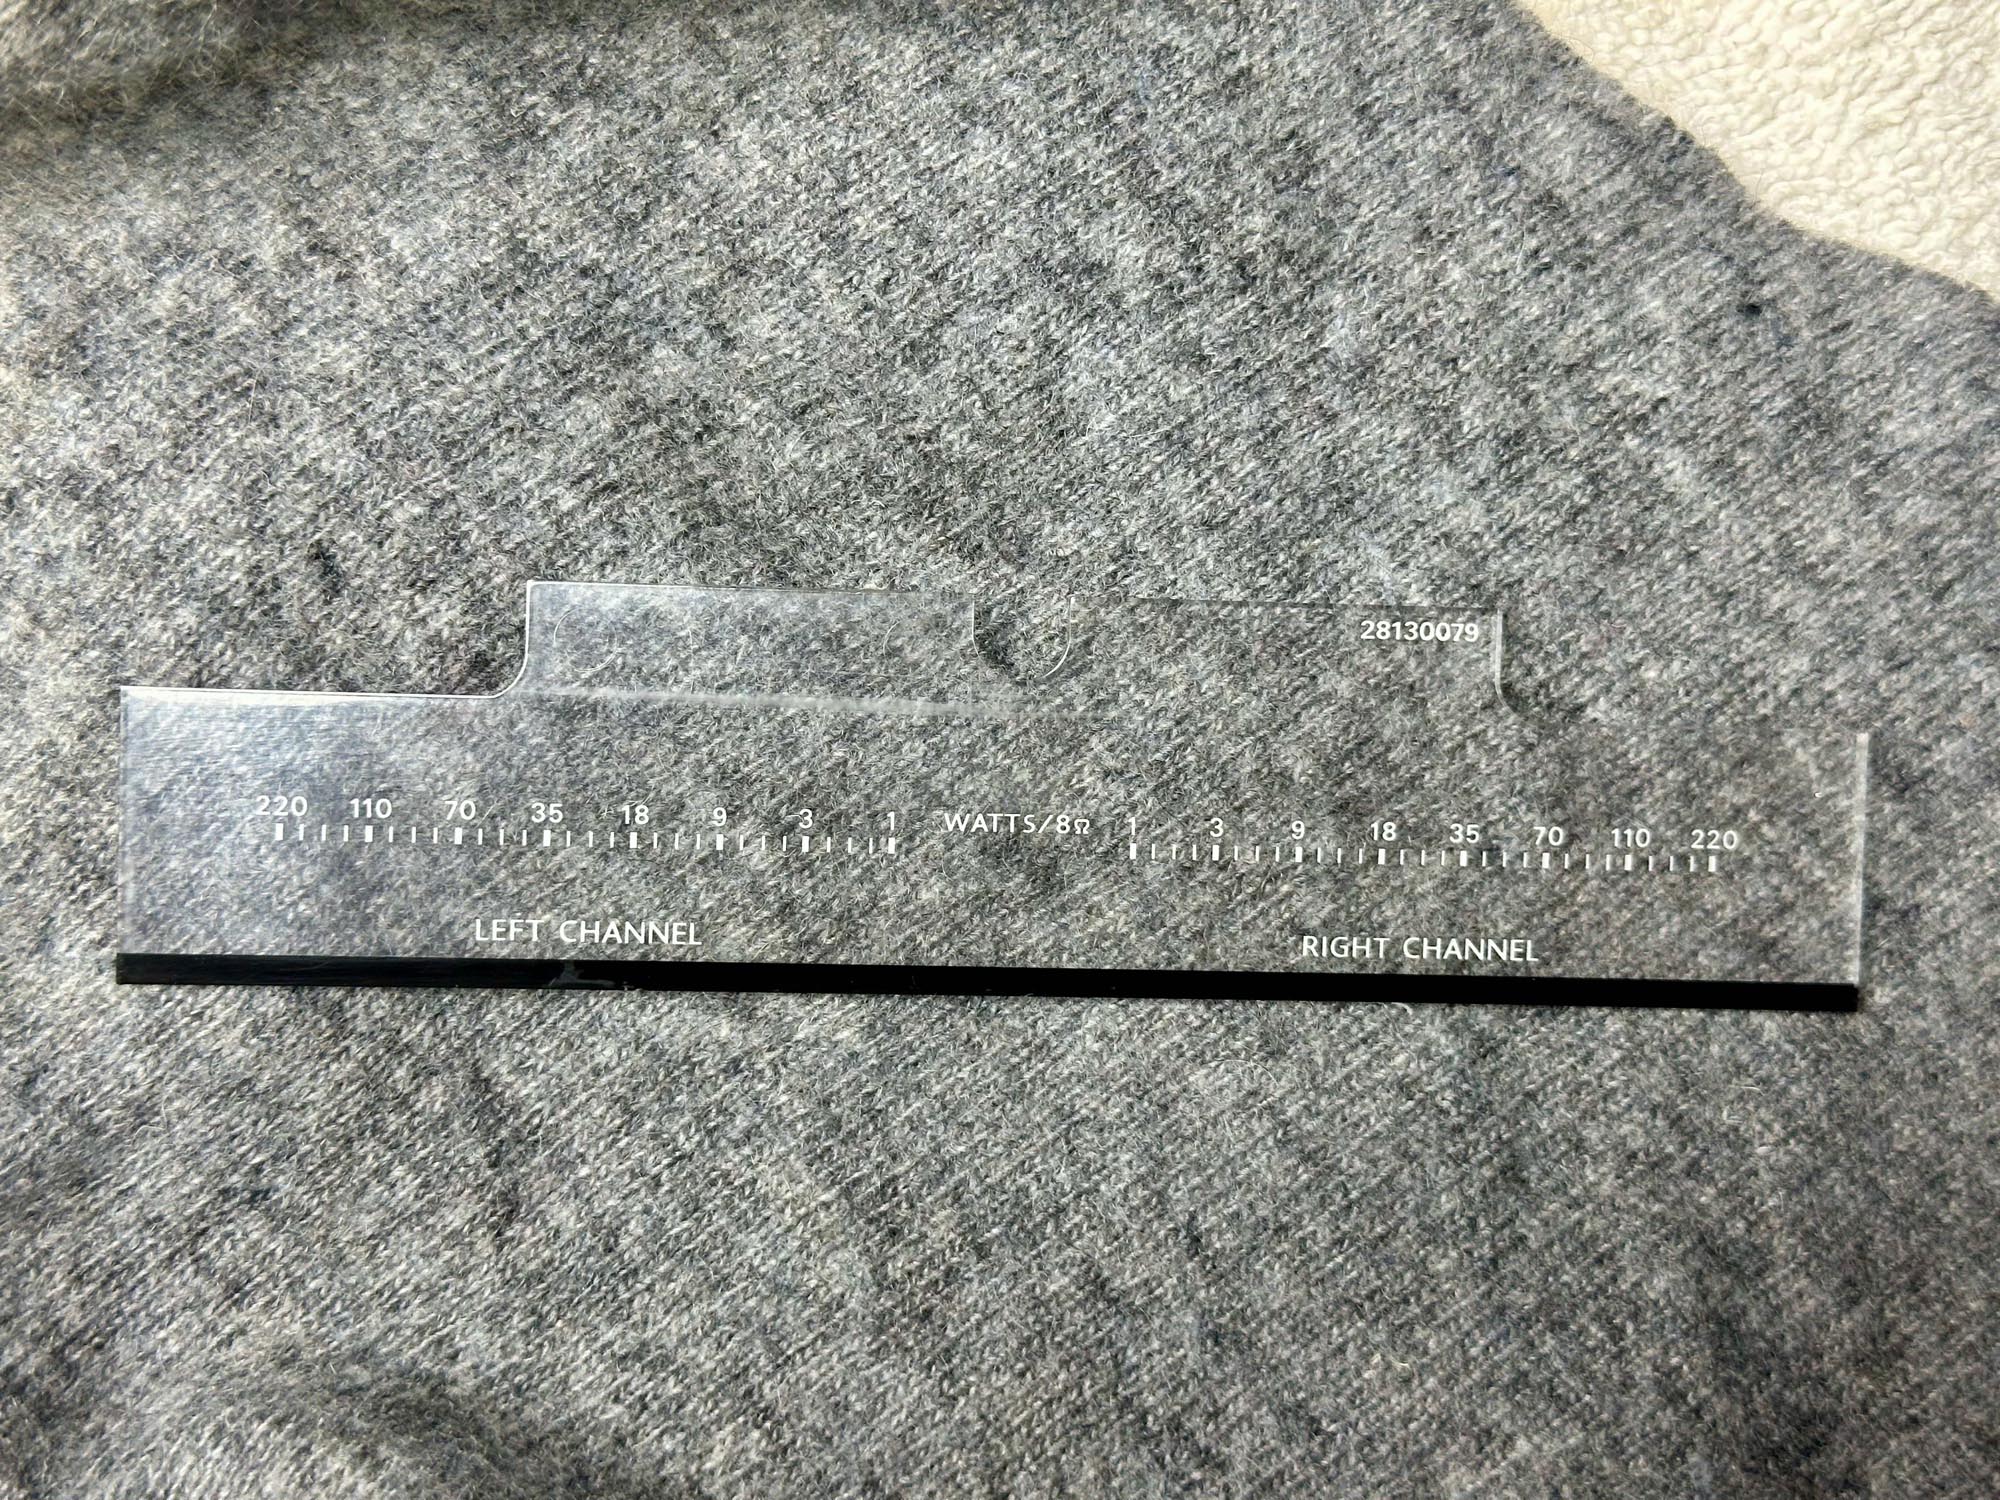 28130079
220 110 70 35 18 9 3 1 WATTS/8Ω 1 3 9 18 35 70 110 220
LEFT CHANNEL RIGHT CHANNEL